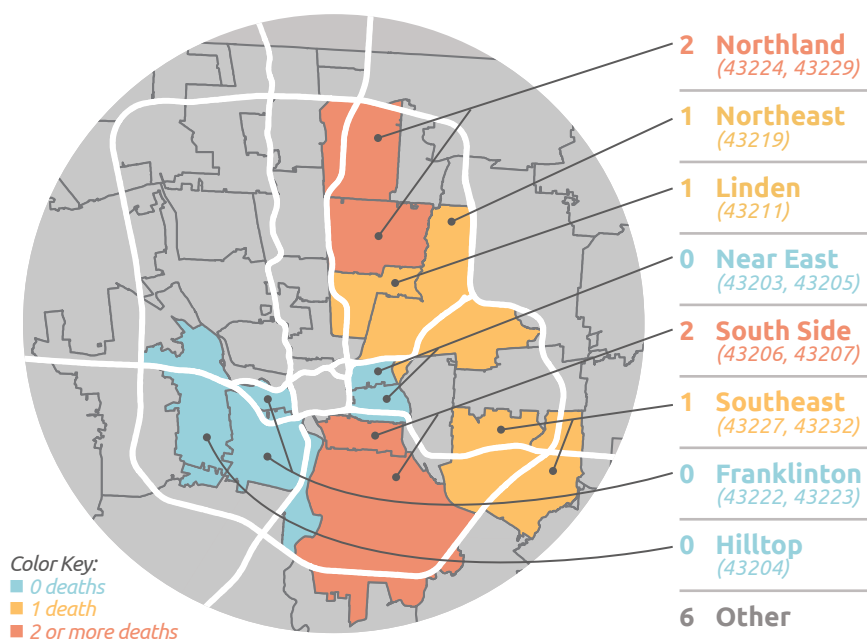 2 Northland
(43224, 43229)
1 Northeast
(43219)
1 Linden
(43211)
0 Near East
(43203, 43205)
2 South Side
(43206, 43207)
1 Southeast
(43227, 43232)
0 Franklinton
(43222, 43223)
0 Hilltop
(43204)
6 Other
Color Key:
0 deaths
1 death
2 or more deaths